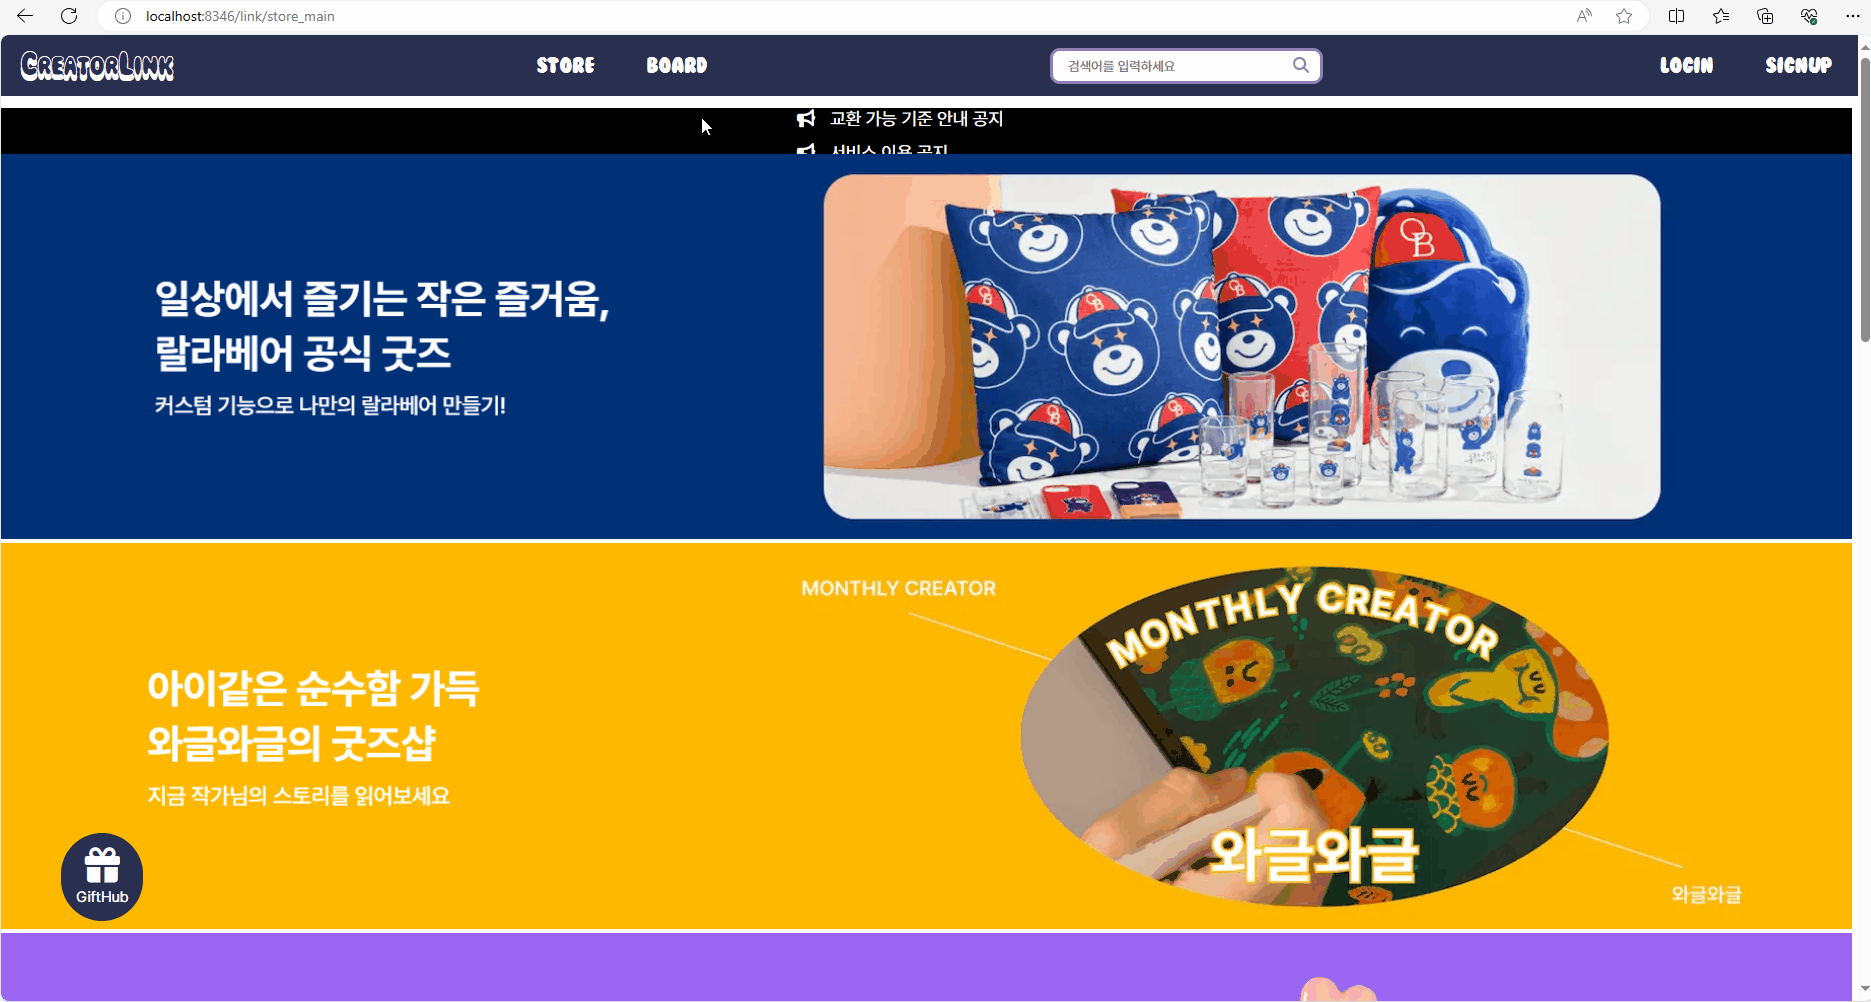 localhost:8346/link/store_main
CREATORLINK
STORE
BOARD
검색어를 입력하세요
LOGIN
SIGNUP
교환 가능 기준 안내 공지
서비스 이용 공지
일상에서 즐기는 작은 즐거움,
랄라베어 공식 굿즈
커스텀 기능으로 나만의 랄라베어 만들기!
OB
MONTHLY CREATOR
MONTHLY CREATOR
아이같은 순수함 가득
와글와글의 굿즈샵
지금 작가님의 스토리를 읽어보세요
와글와글
와글와글
GiftHub